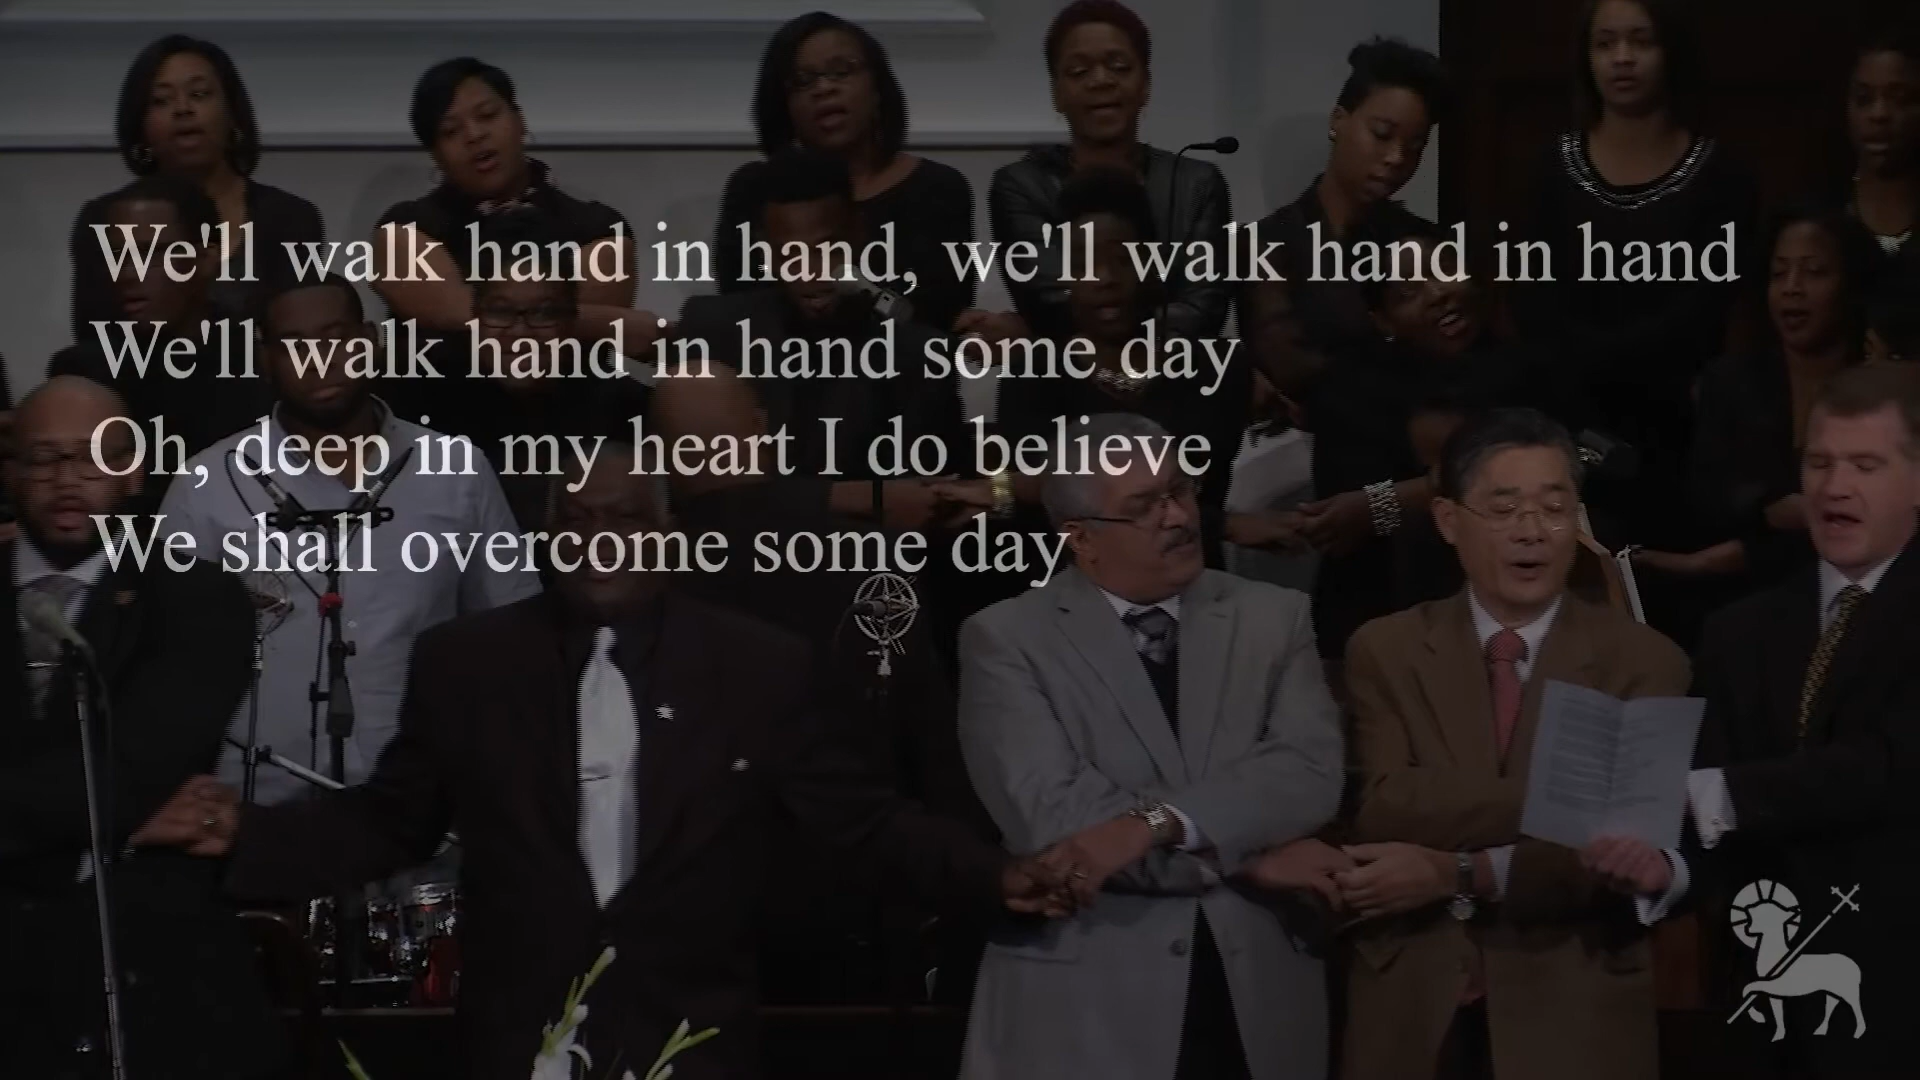 We'll walk hand in hand, we'll walk hand in hand
We'll walk hand in hand some day
Oh, deep in my heart I do believe
We shall overcome some day